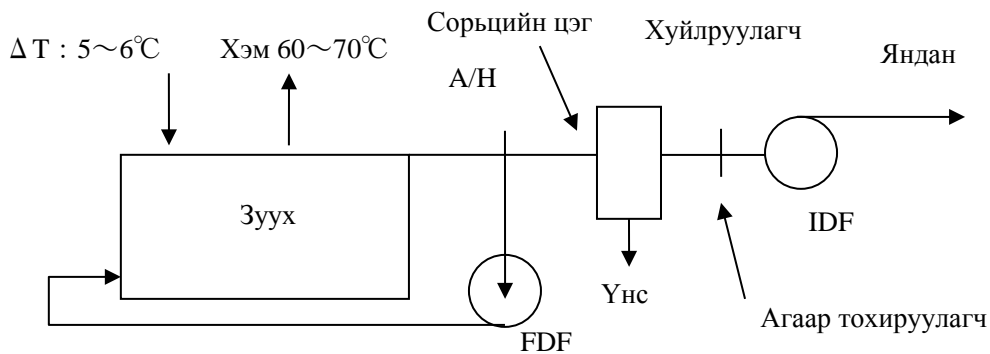 Сорьцийн цэг
Хуйлруулагч
ΔT：5～6℃
Хэм 60～70℃
Яндан
A/H
Зуух
IDF
Үнс
Агаар тохируулагч
FDF